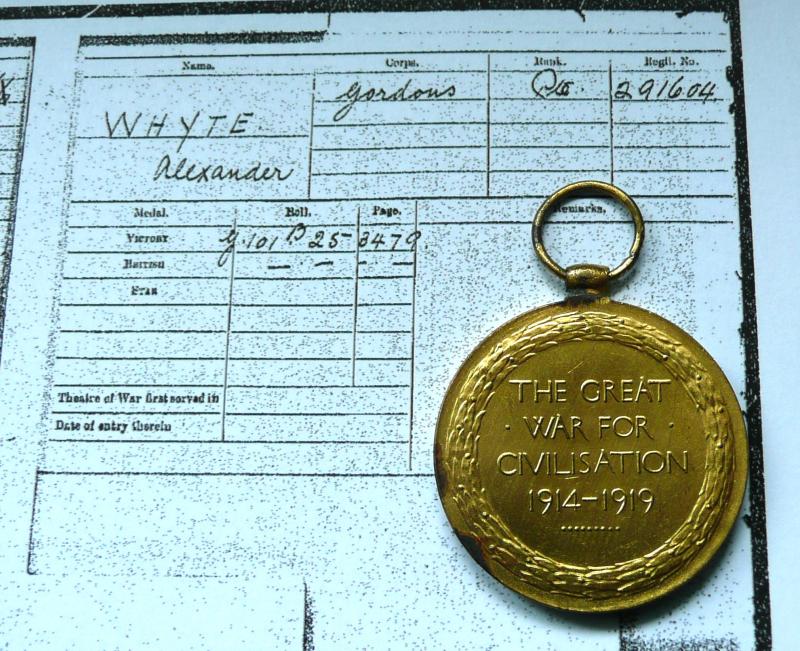 Name. Corps. Rank. Regtl. No.
Gordons Pte 291604
WHYTE
Alexander
Medal. Roll. Page. Remarks.
VICTORY G/101 B 25 3479
BRITISH — — — —
STAR
Theatre of War first served in
Date of entry therein
THE GREAT
· WAR FOR ·
CIVILISATION
1914–1919